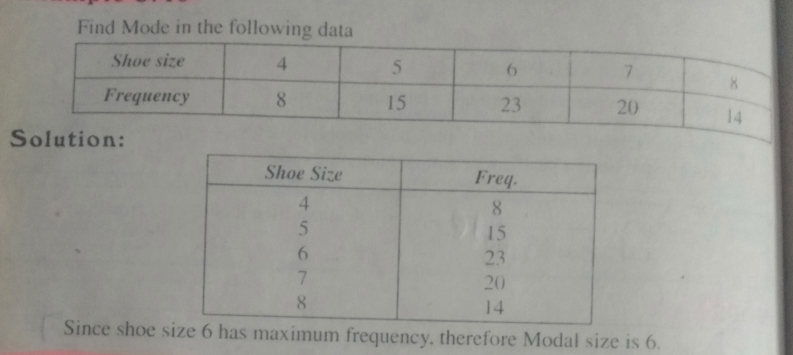 Find Mode in the following data
Shoe size 4 5 6 7 8
Frequency 8 15 23 20 14
Solution:
Shoe Size Freq.
4 8
5 15
6 23
7 20
8 14
Since shoe size 6 has maximum frequency, therefore Modal size is 6.